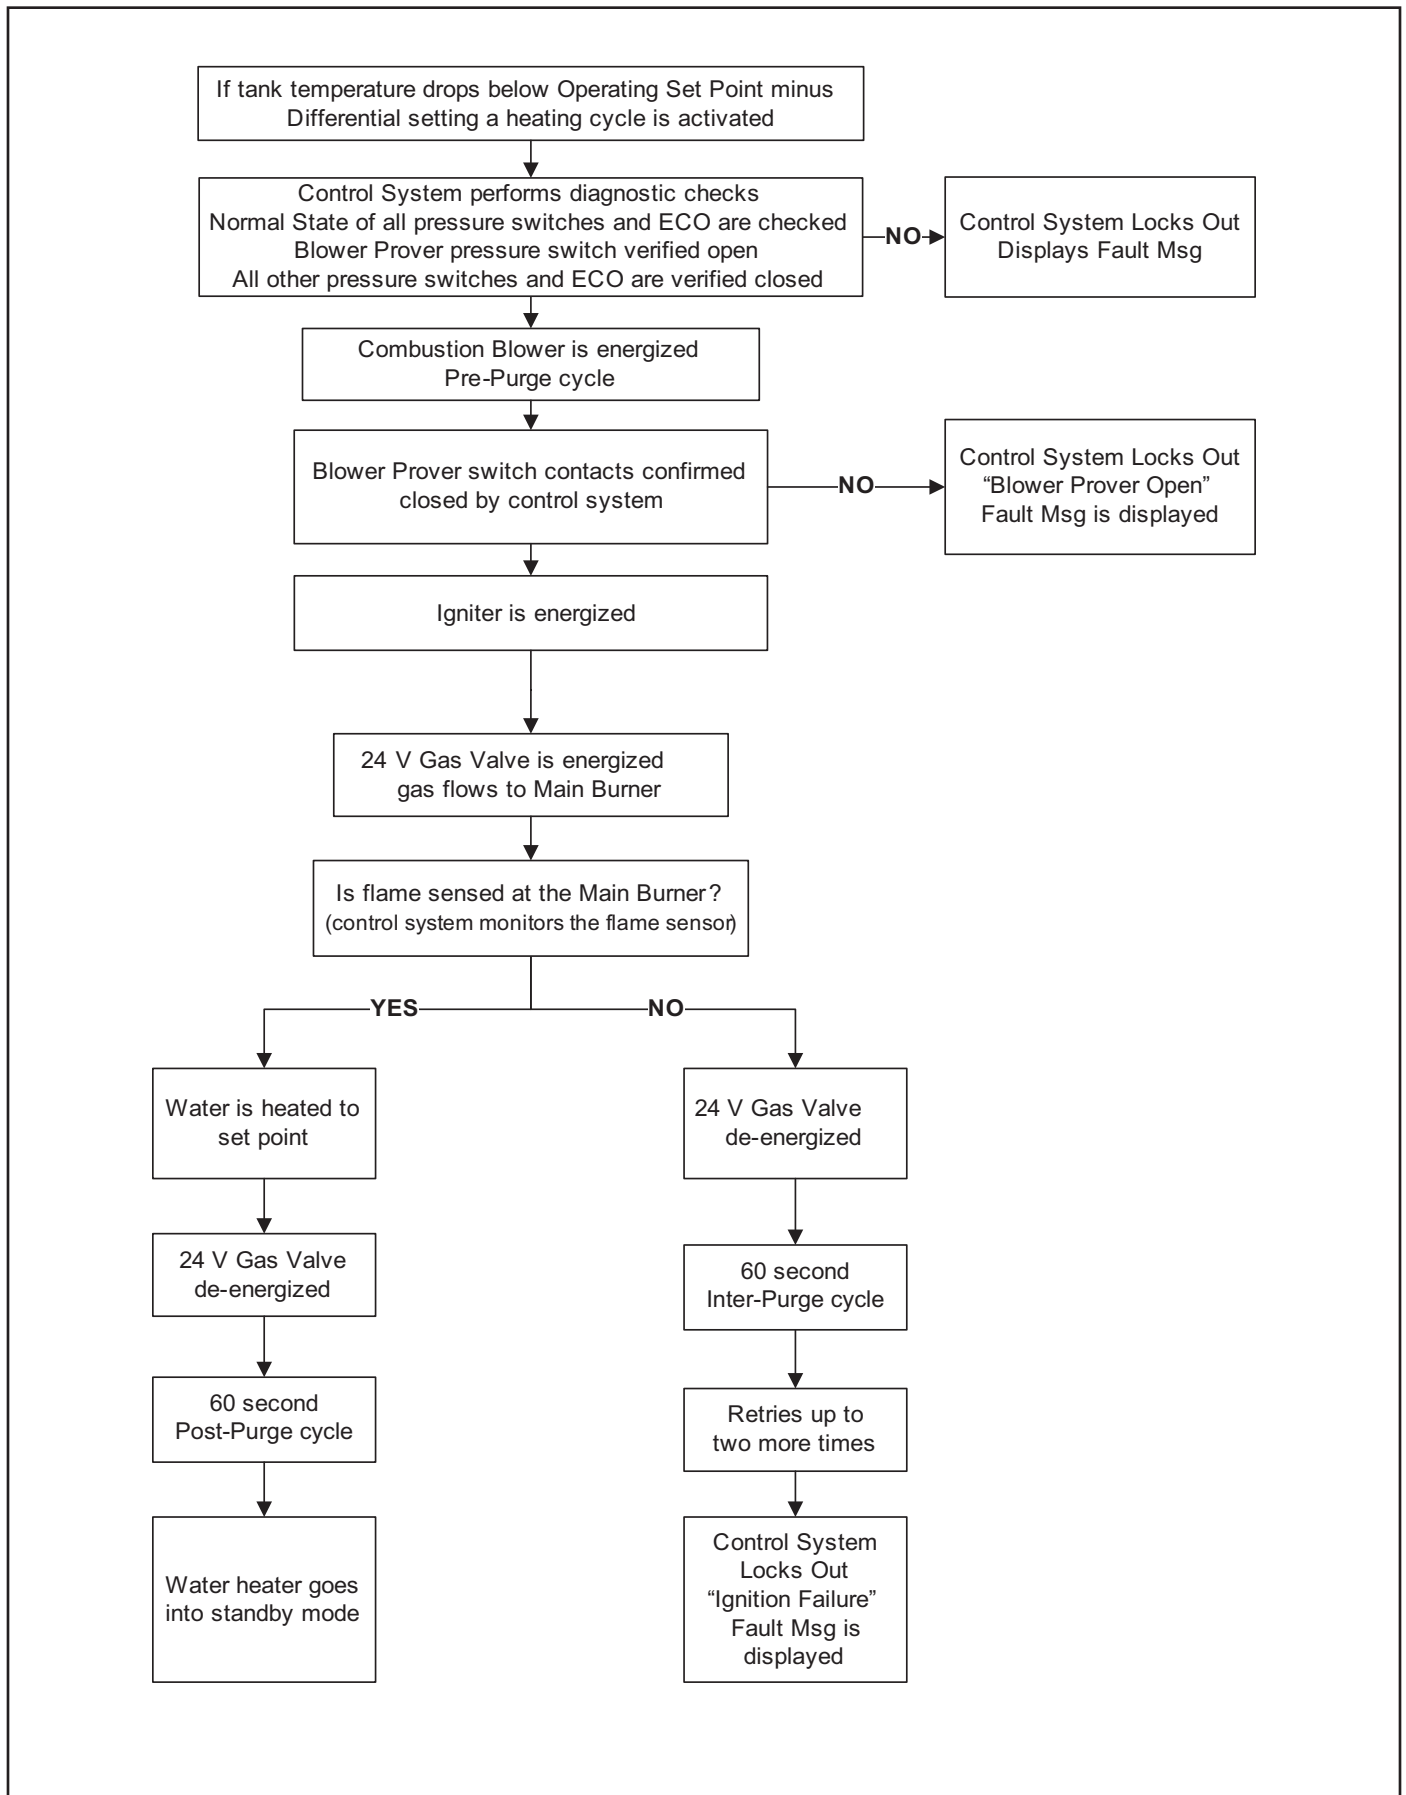 If tank temperature drops below Operating Set Point minus
Differential setting a heating cycle is activated
Control System performs diagnostic checks
Normal State of all pressure switches and ECO are checked
Blower Prover pressure switch verified open
All other pressure switches and ECO are verified closed
NO
Control System Locks Out
Displays Fault Msg
Combustion Blower is energized
Pre-Purge cycle
Blower Prover switch contacts confirmed
closed by control system
NO
Control System Locks Out
“Blower Prover Open”
Fault Msg is displayed
Igniter is energized
24 V Gas Valve is energized
gas flows to Main Burner
Is flame sensed at the Main Burner?
(control system monitors the flame sensor)
YES
NO
Water is heated to
set point
24 V Gas Valve
de-energized
60 second
Post-Purge cycle
Water heater goes
into standby mode
24 V Gas Valve
de-energized
60 second
Inter-Purge cycle
Retries up to
two more times
Control System
Locks Out
“Ignition Failure”
Fault Msg is
displayed